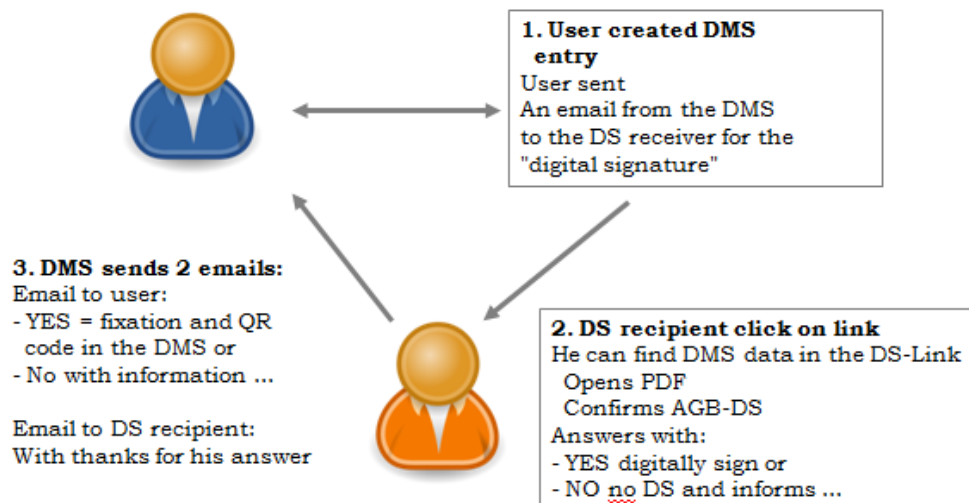 1. User created DMS
entry
User sent
An email from the DMS
to the DS receiver for the
"digital signature"
3. DMS sends 2 emails:
Email to user:
- YES = fixation and QR
code in the DMS or
- No with information ...
Email to DS recipient:
With thanks for his answer
2. DS recipient click on link
He can find DMS data in the DS-Link
Opens PDF
Confirms AGB-DS
Answers with:
- YES digitally sign or
- NO no DS and informs ...